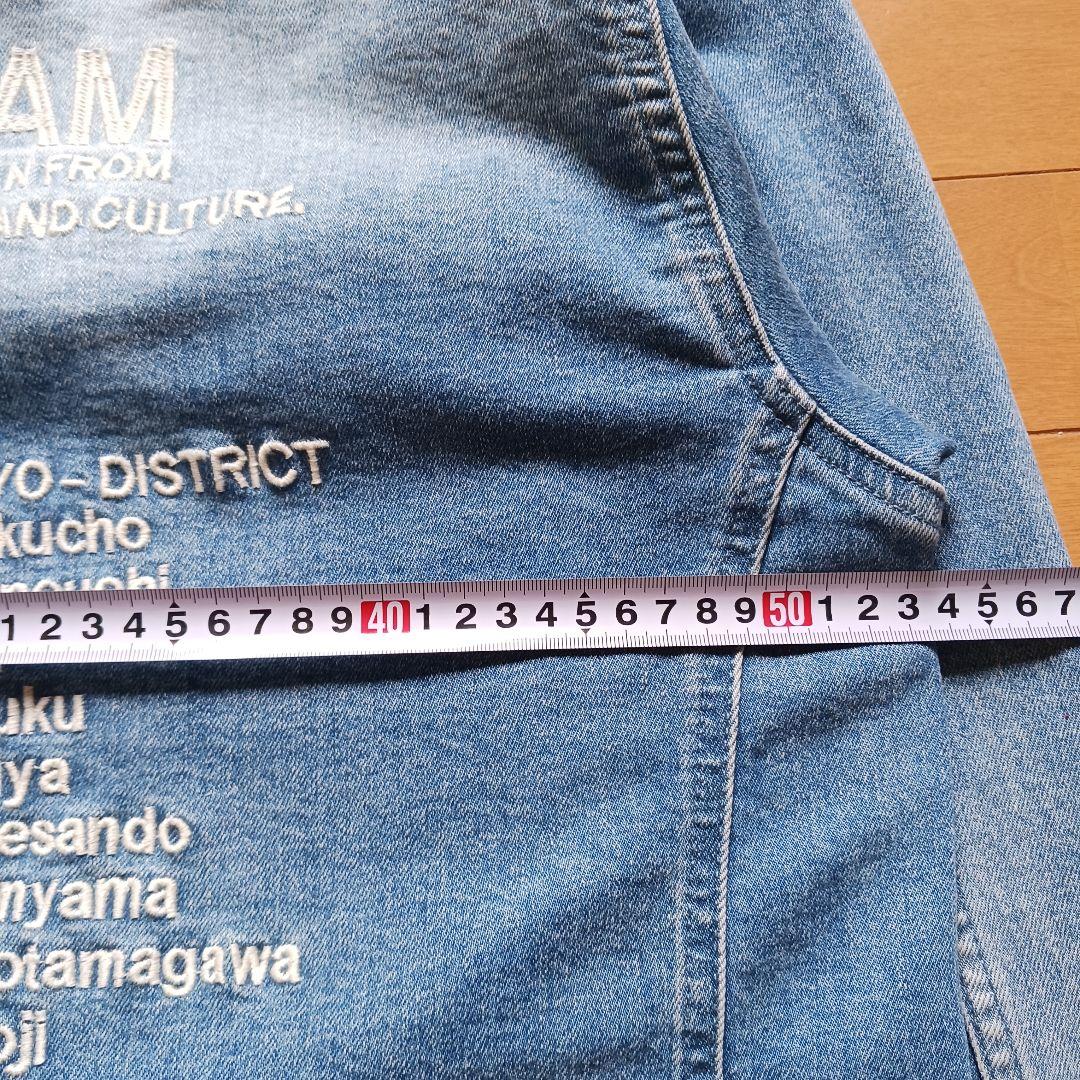 AM
N FROM
AND CULTURE.
YO – DISTRICT
kucho
1 2 3 4 5 6 7 8 9 40 1 2 3 4 5 6 7 8 9 50 1 2 3 4 5 6 7
uku
ya
esando
nyama
otamagawa
oji